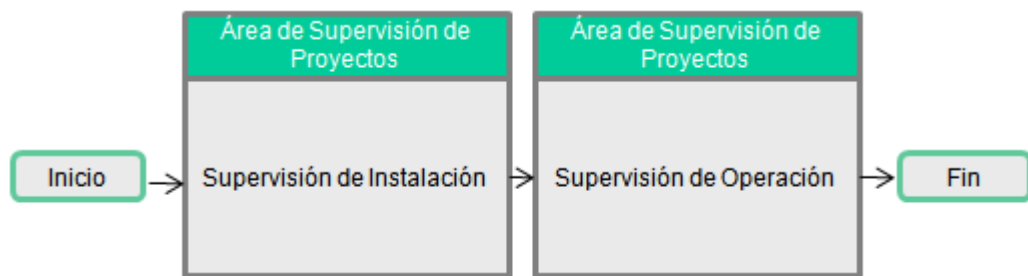 Área de Supervisión de
Proyectos
Área de Supervisión de
Proyectos
Inicio
Supervisión de Instalación
Supervisión de Operación
Fin